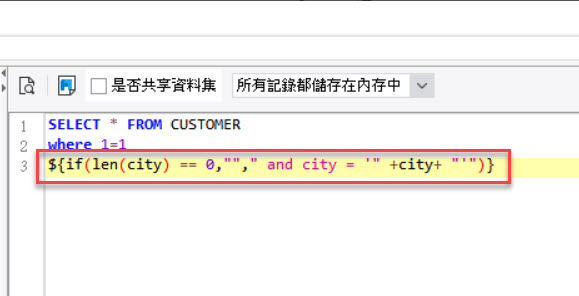 是否共享資料集 所有記錄都儲存在內存中
1 SELECT * FROM CUSTOMER
2 where 1=1
3 ${if(len(city) == 0,""," and city = '" +city+ "'")}